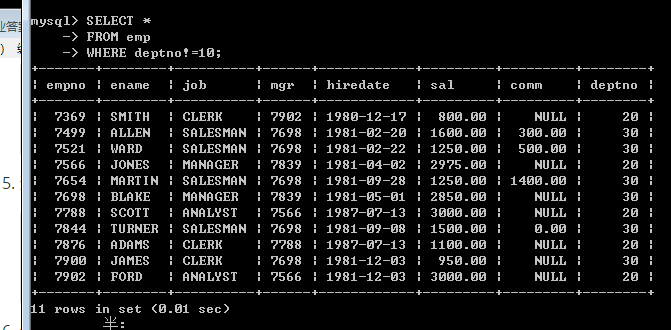 业答案
mysql> SELECT *
-> FROM emp
-> WHERE deptno!=10;
+-------+--------+----------+------+------------+---------+---------+--------+
| empno | ename | job | mgr | hiredate | sal | comm | deptno |
+-------+--------+----------+------+------------+---------+---------+--------+
| 7369 | SMITH | CLERK | 7902 | 1980-12-17 | 800.00 | NULL | 20 |
| 7499 | ALLEN | SALESMAN | 7698 | 1981-02-20 | 1600.00 | 300.00 | 30 |
| 7521 | WARD | SALESMAN | 7698 | 1981-02-22 | 1250.00 | 500.00 | 30 |
| 7566 | JONES | MANAGER | 7839 | 1981-04-02 | 2975.00 | NULL | 20 |
| 7654 | MARTIN | SALESMAN | 7698 | 1981-09-28 | 1250.00 | 1400.00 | 30 |
| 7698 | BLAKE | MANAGER | 7839 | 1981-05-01 | 2850.00 | NULL | 30 |
| 7788 | SCOTT | ANALYST | 7566 | 1987-07-13 | 3000.00 | NULL | 20 |
| 7844 | TURNER | SALESMAN | 7698 | 1981-09-08 | 1500.00 | 0.00 | 30 |
| 7876 | ADAMS | CLERK | 7788 | 1987-07-13 | 1100.00 | NULL | 20 |
| 7900 | JAMES | CLERK | 7698 | 1981-12-03 | 950.00 | NULL | 30 |
| 7902 | FORD | ANALYST | 7566 | 1981-12-03 | 3000.00 | NULL | 20 |
+-------+--------+----------+------+------------+---------+---------+--------+
11 rows in set (0.01 sec)
半:
5.